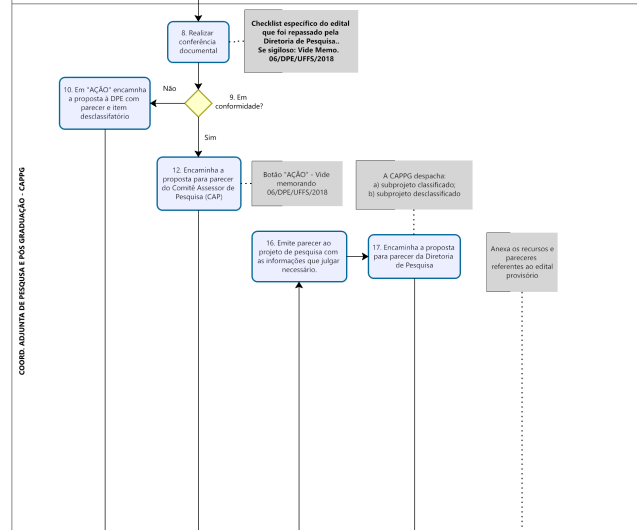 COORD. ADJUNTA DE PESQUISA E PÓS GRADUAÇÃO - CAPPG
8. Realizar
conferência
documental
Checklist específico do edital
que foi repassado pela
Diretoria de Pesquisa..
Se sigiloso: Vide Memo.
06/DPE/UFFS/2018
10. Em "AÇÃO" encamnha
a proposta à DPE com
parecer e item
desclassifatório
Não
9. Em
conformidade?
Sim
12. Encaminha a
proposta para parecer
do Comitê Assessor de
Pesquisa (CAP)
Botão "AÇÃO" - Vide
memorando
06/DPE/UFFS/2018
A CAPPG despacha:
a) subprojeto classificado;
b) subprojeto desclassificado
16. Emite parecer ao
projeto de pesquisa com
as informações que julgar
necessário.
17. Encaminha a proposta
para parecer da Diretoria
de Pesquisa
Anexa os recursos e
pareceres
referentes ao edital
provisório